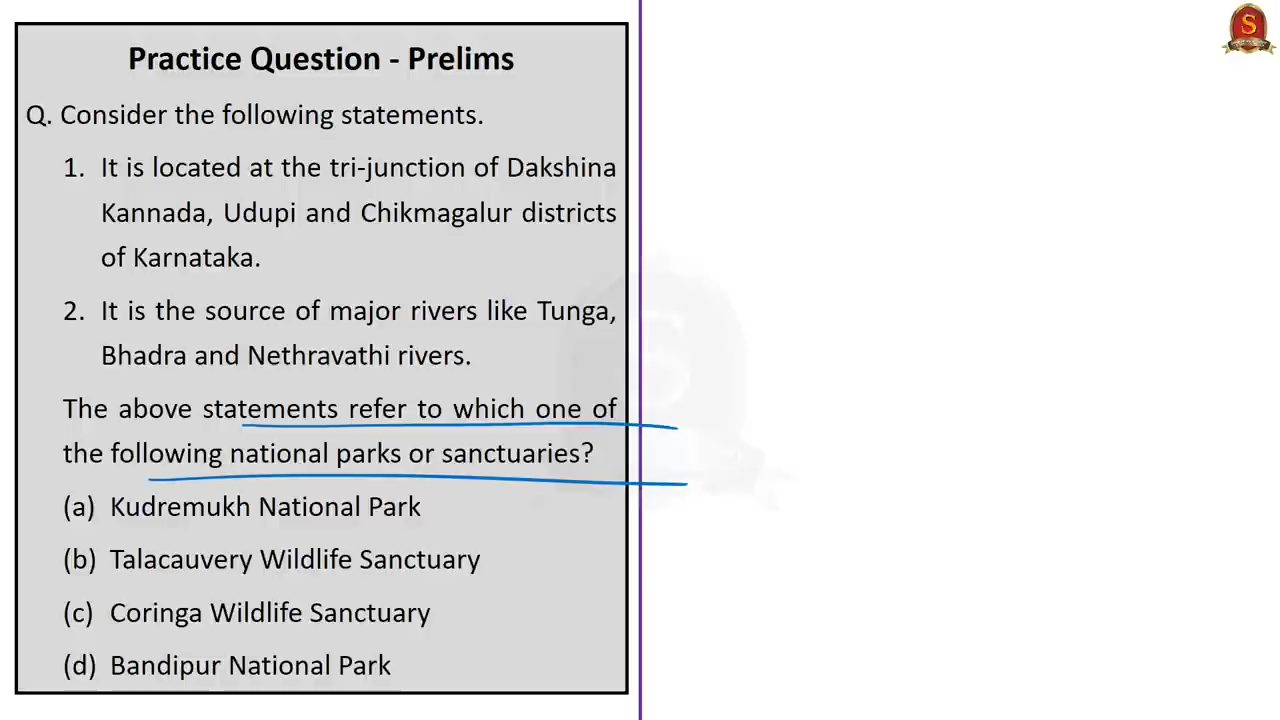 Practice Question - Prelims
Q. Consider the following statements.
1. It is located at the tri-junction of Dakshina
Kannada, Udupi and Chikmagalur districts
of Karnataka.
2. It is the source of major rivers like Tunga,
Bhadra and Nethravathi rivers.
The above statements refer to which one of
the following national parks or sanctuaries?
(a) Kudremukh National Park
(b) Talacauvery Wildlife Sanctuary
(c) Coringa Wildlife Sanctuary
(d) Bandipur National Park
S